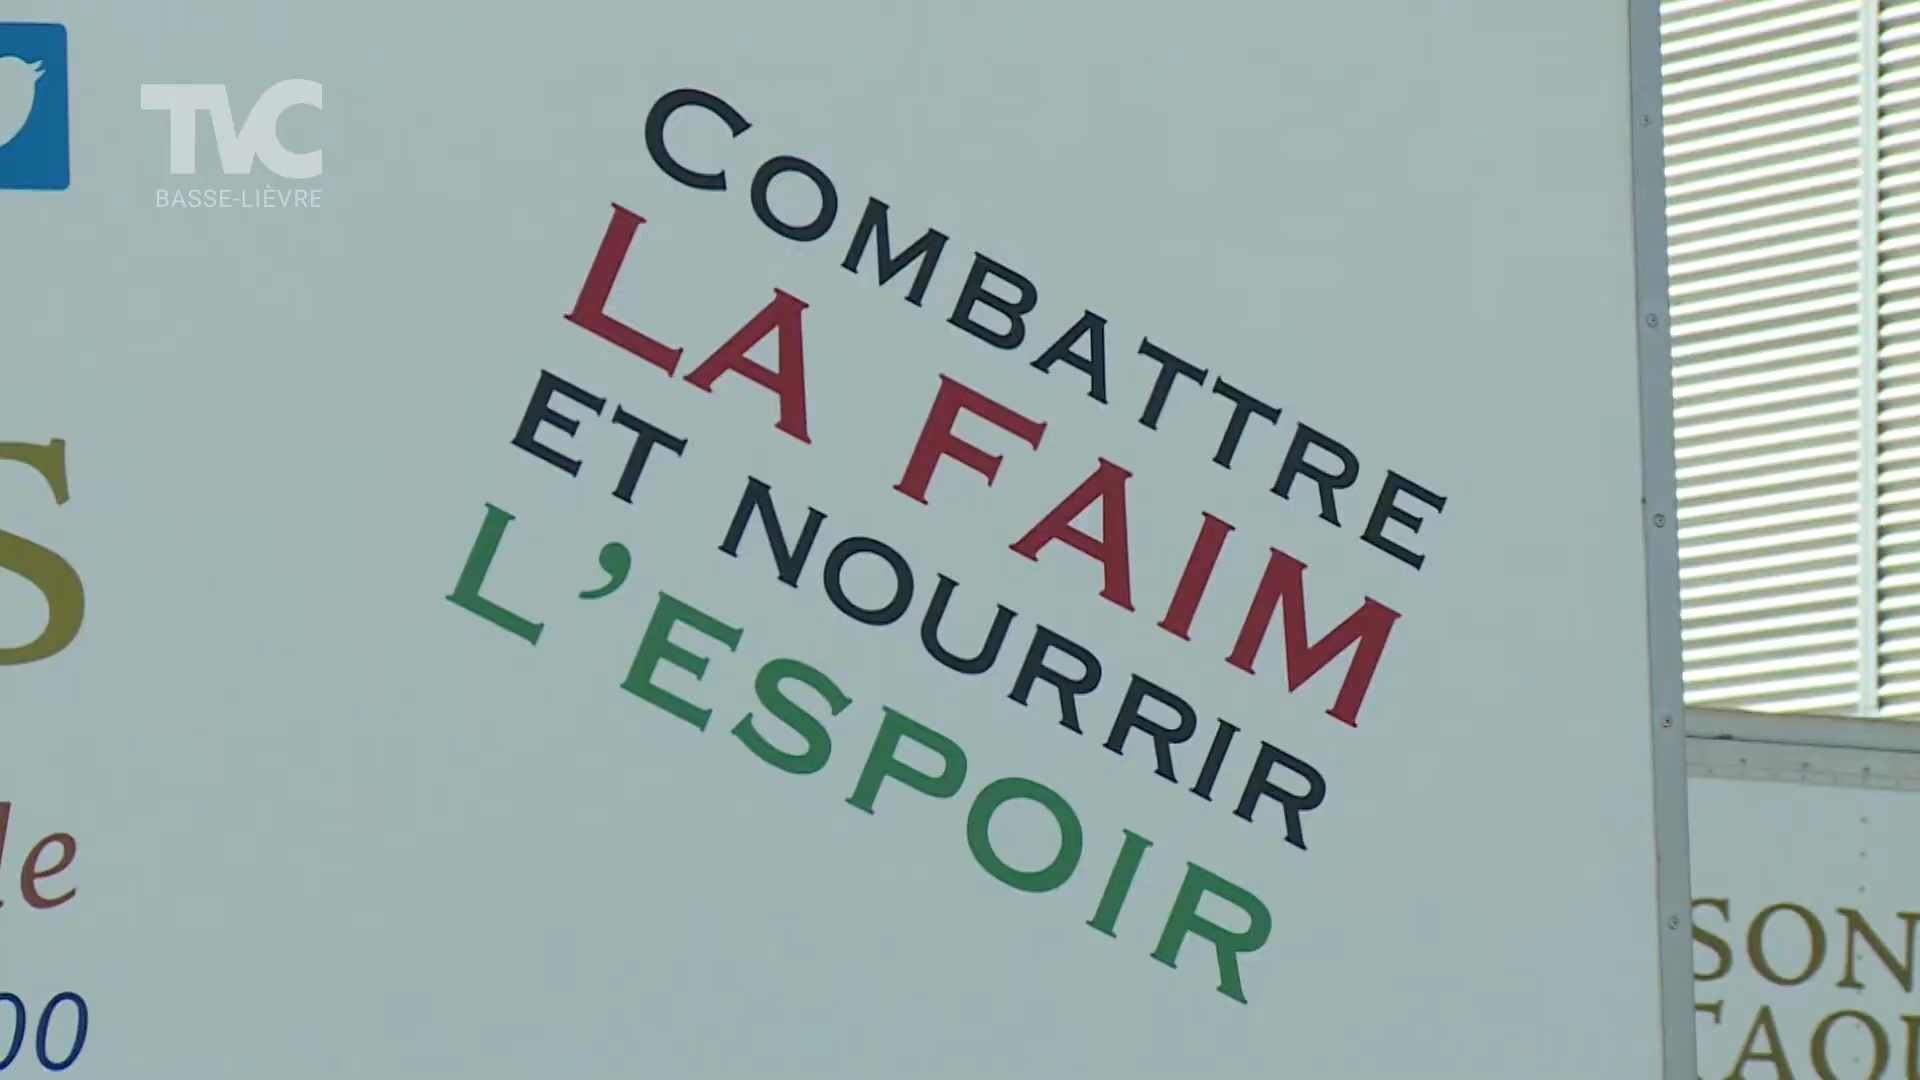 TVC
BASSE-LIÈVRE
COMBATTRE
LA FAIM
ET NOURRIR
L'ESPOIR